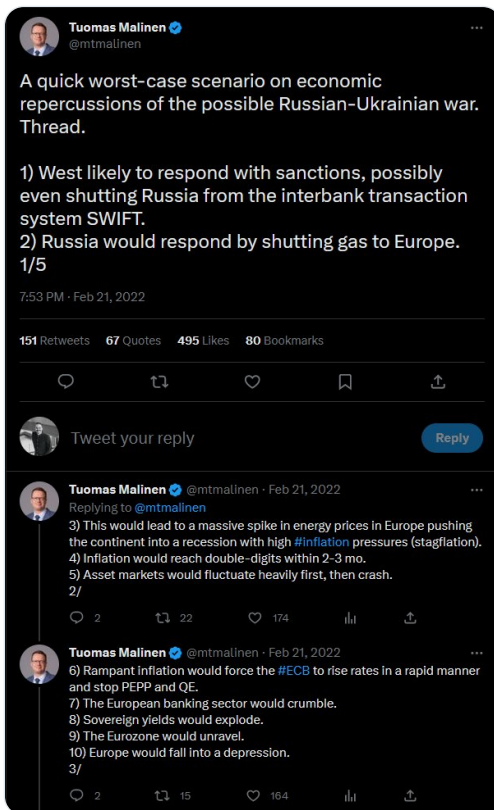 Tuomas Malinen
@mtmalinen
A quick worst-case scenario on economic
repercussions of the possible Russian-Ukrainian war.
Thread.
1) West likely to respond with sanctions, possibly
even shutting Russia from the interbank transaction
system SWIFT.
2) Russia would respond by shutting gas to Europe.
1/5
7:53 PM · Feb 21, 2022
151 Retweets 67 Quotes 495 Likes 80 Bookmarks
Tweet your reply
Reply
Tuomas Malinen @mtmalinen · Feb 21, 2022
Replying to @mtmalinen
3) This would lead to a massive spike in energy prices in Europe pushing
the continent into a recession with high #inflation pressures (stagflation).
4) Inflation would reach double-digits within 2-3 mo.
5) Asset markets would fluctuate heavily first, then crash.
2/
2 22 174
Tuomas Malinen @mtmalinen · Feb 21, 2022
6) Rampant inflation would force the #ECB to rise rates in a rapid manner
and stop PEPP and QE.
7) The European banking sector would crumble.
8) Sovereign yields would explode.
9) The Eurozone would unravel.
10) Europe would fall into a depression.
3/
2 15 164